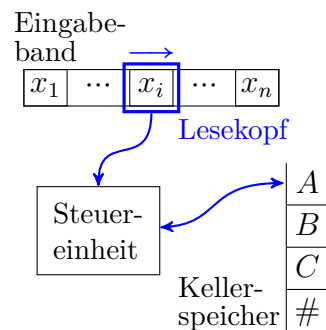 Eingabe-
band
x₁ ... xᵢ ... xₙ
Lesekopf
Steuer-
einheit
A
B
C
#
Keller-
speicher